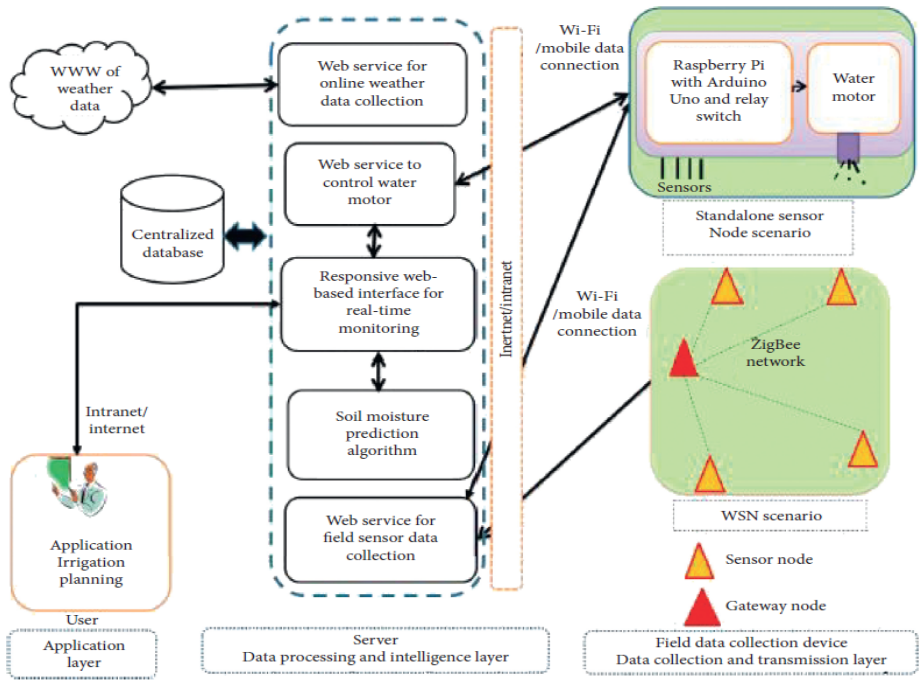 WWW of
weather
data
Web service for
online weather
data collection
Web service to
control water
motor
Centralized
database
Responsive web-
based interface for
real-time
monitoring
Soil moisture
prediction
algorithm
Web service for
field sensor data
collection
Intranet/
internet
Application
Irrigation
planning
User
Application
layer
Server
Data processing and intelligence layer
Inertnet/intranet
Wi-Fi
/mobile data
connection
Raspberry Pi
with Arduino
Uno and relay
switch
Water
motor
Sensors
Standalone sensor
Node scenario
Wi-Fi
/mobile data
connection
ZigBee
network
WSN scenario
Sensor node
Gateway node
Field data collection device
Data collection and transmission layer